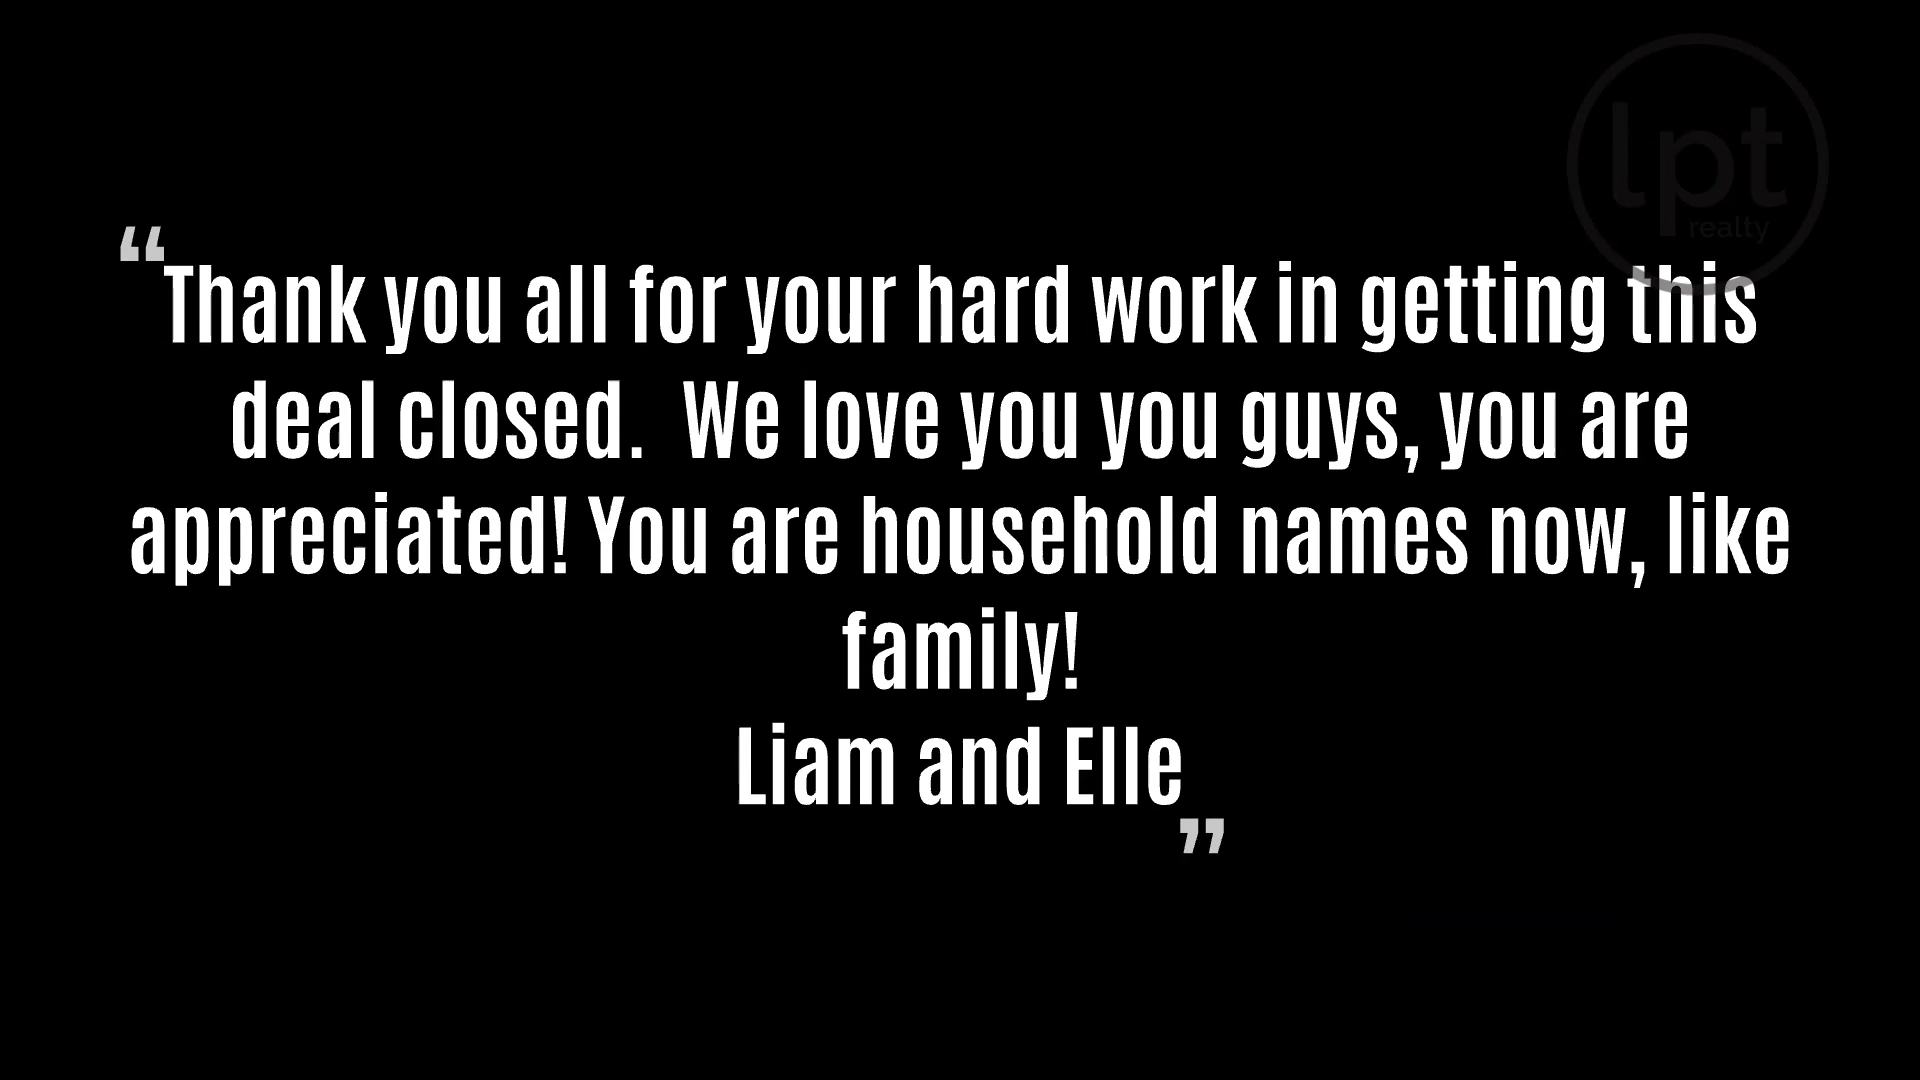 lpt
realty
“Thank you all for your hard work in getting this
deal closed.  We love you you guys, you are
appreciated! You are household names now, like
family!
Liam and Elle”